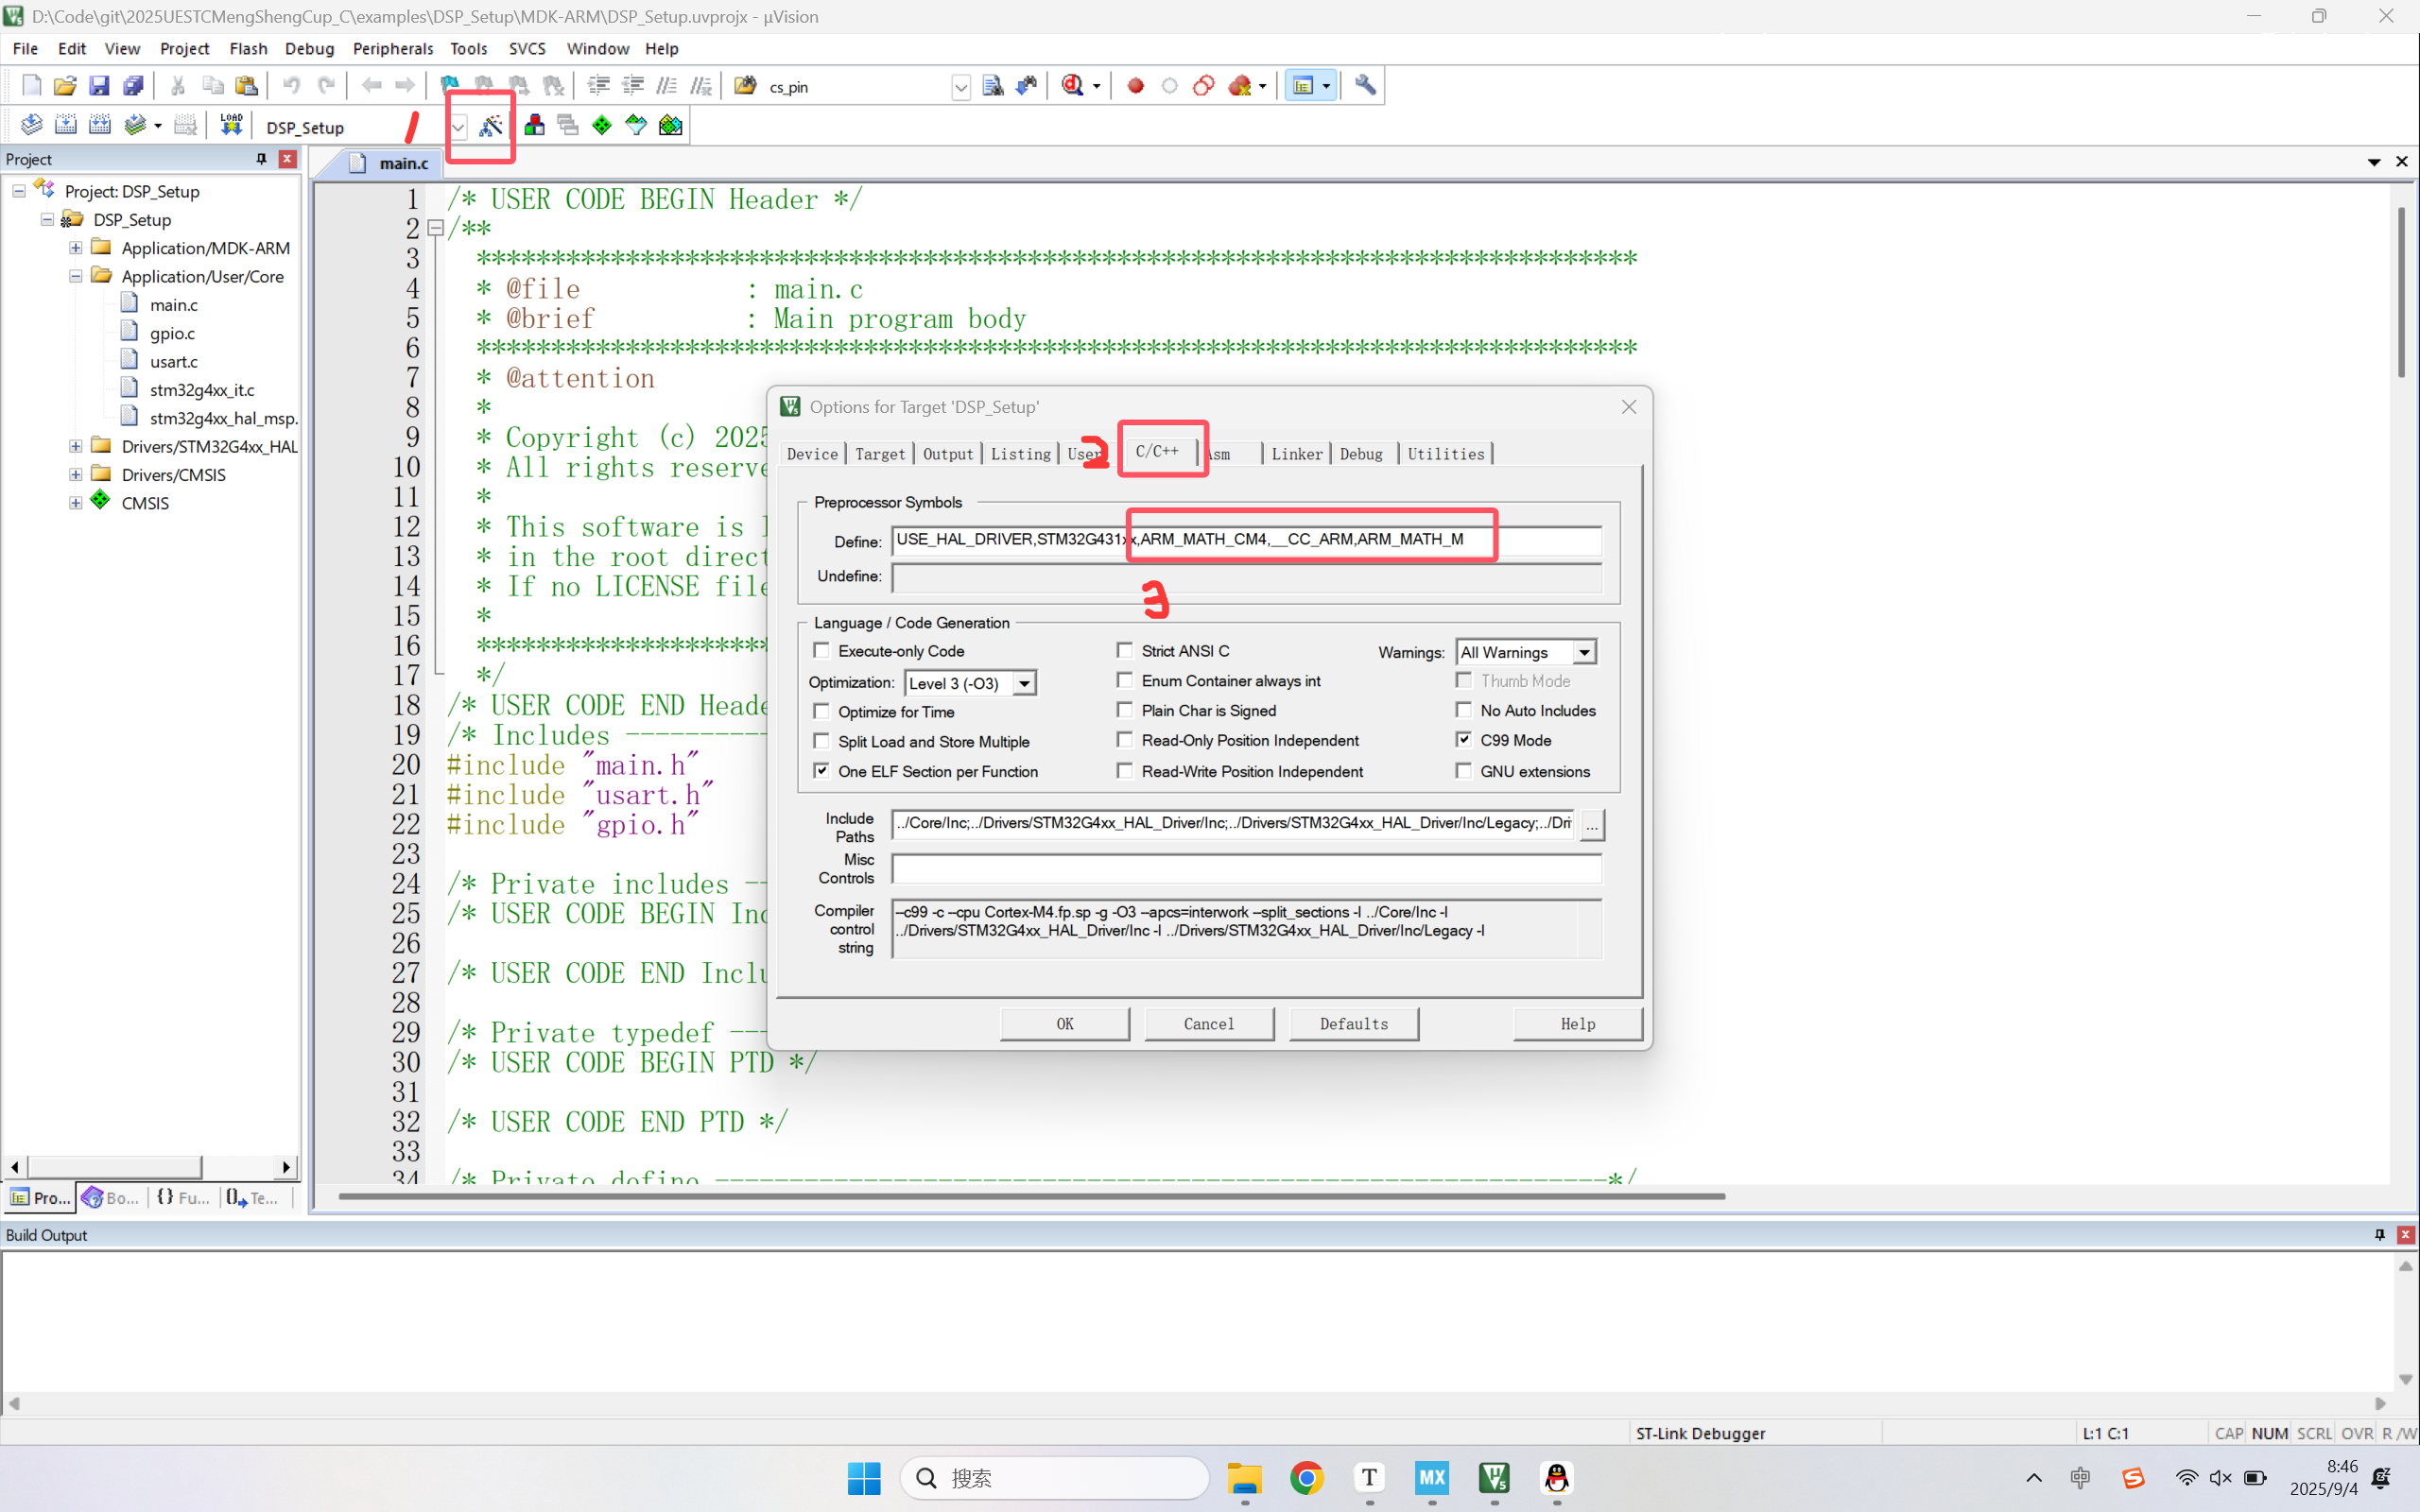 D:\Code\git\2025UESTCMengShengCup_C\examples\DSP_Setup\MDK-ARM\DSP_Setup.uvprojx - µVision
File Edit View Project Flash Debug Peripherals Tools SVCS Window Help
cs_pin
LOAD DSP_Setup 1
Project
main.c
Project: DSP_Setup
DSP_Setup
Application/MDK-ARM
Application/User/Core
main.c
gpio.c
usart.c
stm32g4xx_it.c
stm32g4xx_hal_msp.
Drivers/STM32G4xx_HAL
Drivers/CMSIS
CMSIS
1 /* USER CODE BEGIN Header */
2 /**
3 ******************************************************************************
4 * @file : main.c
5 * @brief : Main program body
6 ******************************************************************************
7 * @attention
8 *
9 * Copyright (c) 2025
10 * All rights reserve
11 *
12 * This software is l
13 * in the root direct
14 * If no LICENSE file
15 *
16 ********************
17 */
18 /* USER CODE END Heade
19 /* Includes ----------
20 #include "main.h"
21 #include "usart.h"
22 #include "gpio.h"
23
24 /* Private includes --
25 /* USER CODE BEGIN Inc
26
27 /* USER CODE END Inclu
28
29 /* Private typedef ---
30 /* USER CODE BEGIN PTD */
31
32 /* USER CODE END PTD */
33
34 /* Private define ------------------------------------------------------------*/
Options for Target 'DSP_Setup'
Device Target Output Listing User 2 C/C++ Asm Linker Debug Utilities
Preprocessor Symbols
Define: USE_HAL_DRIVER,STM32G431xx,ARM_MATH_CM4,__CC_ARM,ARM_MATH_M
Undefine:
3
Language / Code Generation
Execute-only Code Strict ANSI C Warnings: All Warnings
Optimization: Level 3 (-O3) Enum Container always int Thumb Mode
Optimize for Time Plain Char is Signed No Auto Includes
Split Load and Store Multiple Read-Only Position Independent C99 Mode
One ELF Section per Function Read-Write Position Independent GNU extensions
Include Paths ../Core/Inc;../Drivers/STM32G4xx_HAL_Driver/Inc;../Drivers/STM32G4xx_HAL_Driver/Inc/Legacy;../Dri ...
Misc Controls
Compiler control string --c99 -c --cpu Cortex-M4.fp.sp -g -O3 --apcs=interwork --split_sections -I ../Core/Inc -I
../Drivers/STM32G4xx_HAL_Driver/Inc -I ../Drivers/STM32G4xx_HAL_Driver/Inc/Legacy -I
OK Cancel Defaults Help
Pro... Bo... {} Fu... Te...
Build Output
ST-Link Debugger L:1 C:1 CAP NUM SCRL OVR R/W
搜索
T MX 中
8:46
2025/9/4